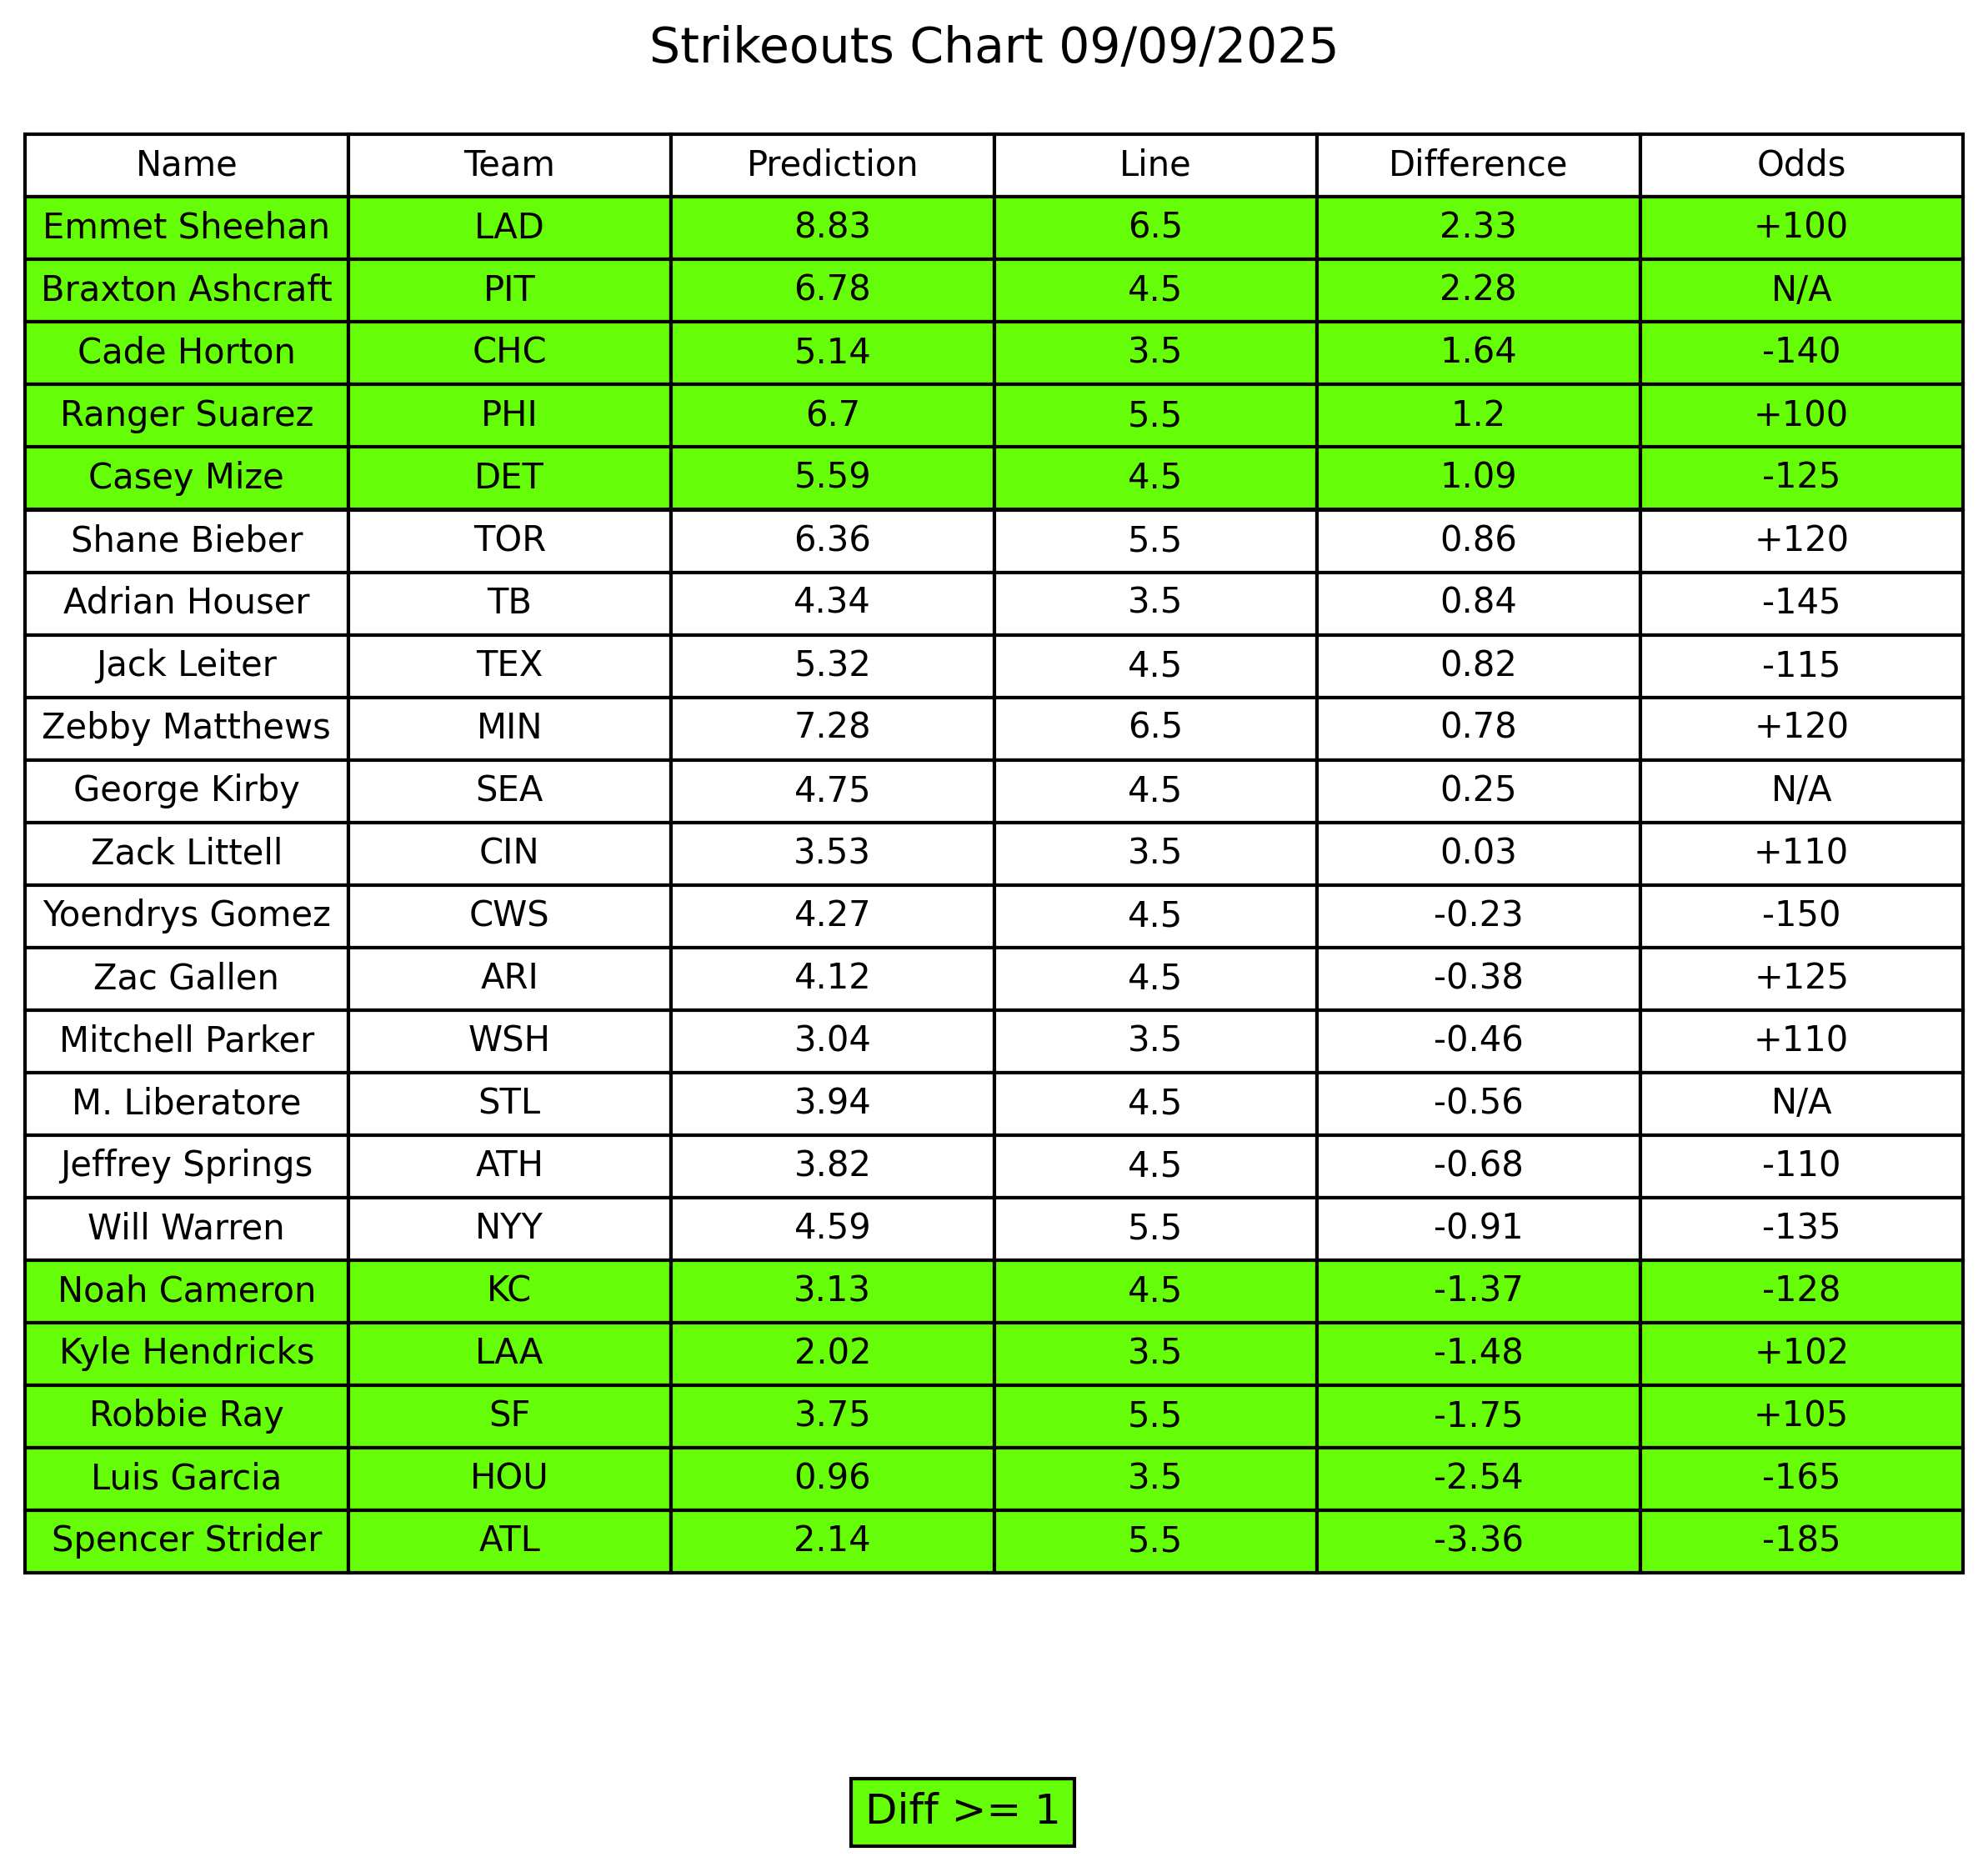 Strikeouts Chart 09/09/2025
Name Team Prediction Line Difference Odds
Emmet Sheehan LAD 8.83 6.5 2.33 +100
Braxton Ashcraft PIT 6.78 4.5 2.28 N/A
Cade Horton CHC 5.14 3.5 1.64 -140
Ranger Suarez PHI 6.7 5.5 1.2 +100
Casey Mize DET 5.59 4.5 1.09 -125
Shane Bieber TOR 6.36 5.5 0.86 +120
Adrian Houser TB 4.34 3.5 0.84 -145
Jack Leiter TEX 5.32 4.5 0.82 -115
Zebby Matthews MIN 7.28 6.5 0.78 +120
George Kirby SEA 4.75 4.5 0.25 N/A
Zack Littell CIN 3.53 3.5 0.03 +110
Yoendrys Gomez CWS 4.27 4.5 -0.23 -150
Zac Gallen ARI 4.12 4.5 -0.38 +125
Mitchell Parker WSH 3.04 3.5 -0.46 +110
M. Liberatore STL 3.94 4.5 -0.56 N/A
Jeffrey Springs ATH 3.82 4.5 -0.68 -110
Will Warren NYY 4.59 5.5 -0.91 -135
Noah Cameron KC 3.13 4.5 -1.37 -128
Kyle Hendricks LAA 2.02 3.5 -1.48 +102
Robbie Ray SF 3.75 5.5 -1.75 +105
Luis Garcia HOU 0.96 3.5 -2.54 -165
Spencer Strider ATL 2.14 5.5 -3.36 -185
Diff >= 1